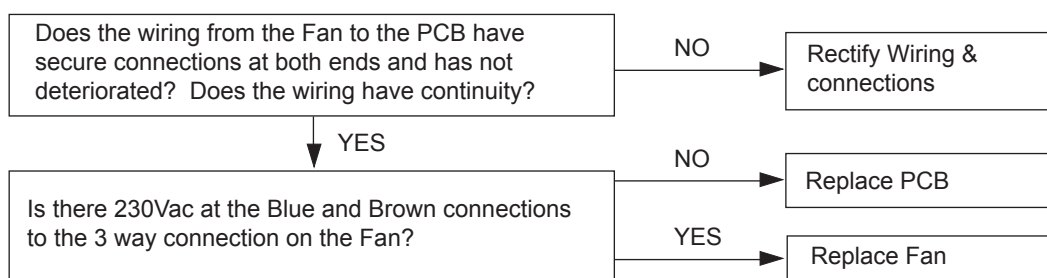 Does the wiring from the Fan to the PCB have
secure connections at both ends and has not
deteriorated?  Does the wiring have continuity?
NO
Rectify Wiring &
connections
YES
Is there 230Vac at the Blue and Brown connections
to the 3 way connection on the Fan?
NO
Replace PCB
YES
Replace Fan